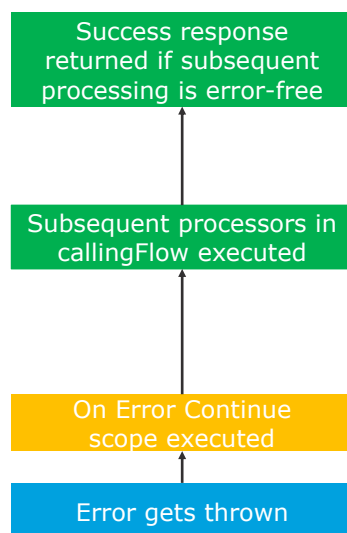 Success response
returned if subsequent
processing is error-free
Subsequent processors in
callingFlow executed
On Error Continue
scope executed
Error gets thrown